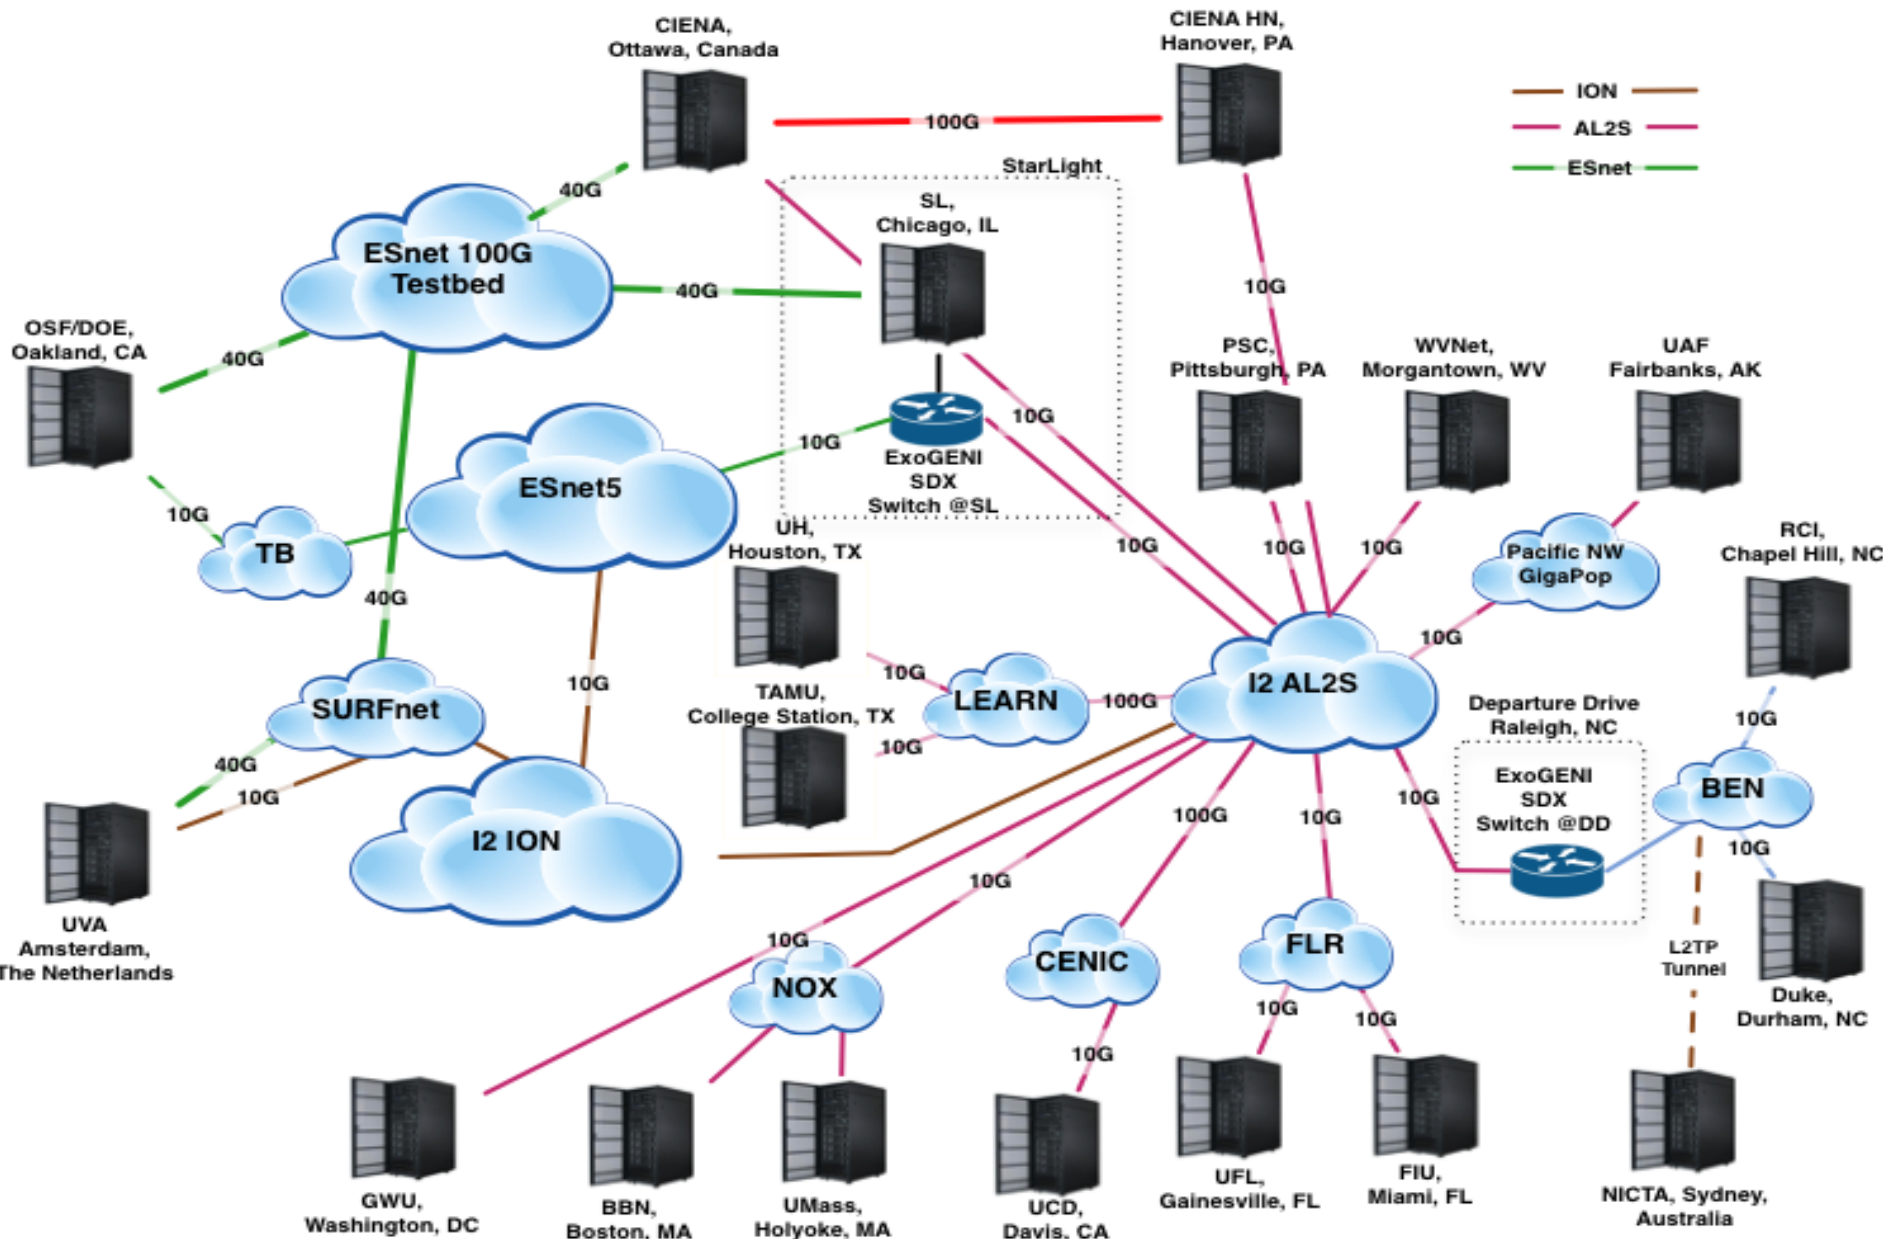 CIENA,
Ottawa, Canada
CIENA HN,
Hanover, PA
ION
AL2S
ESnet
100G
StarLight
40G
SL,
Chicago, IL
ESnet 100G
Testbed
40G
10G
OSF/DOE,
Oakland, CA
40G
PSC,
Pittsburgh, PA
WVNet,
Morgantown, WV
UAF
Fairbanks, AK
10G
10G
ExoGENI
SDX
Switch @SL
ESnet5
10G
TB
UH,
Houston, TX
10G
10G
10G
Pacific NW
GigaPop
RCI,
Chapel Hill, NC
40G
10G
10G
10G
I2 AL2S
TAMU,
College Station, TX
LEARN
100G
10G
SURFnet
Departure Drive
Raleigh, NC
10G
40G
10G
10G
ExoGENI
SDX
Switch @DD
BEN
I2 ION
100G
10G
10G
10G
UVA
Amsterdam,
The Netherlands
10G
NOX
CENIC
FLR
L2TP
Tunnel
Duke,
Durham, NC
10G
10G
10G
GWU,
Washington, DC
BBN,
Boston, MA
UMass,
Holyoke, MA
UCD,
Davis, CA
UFL,
Gainesville, FL
FIU,
Miami, FL
NICTA, Sydney,
Australia